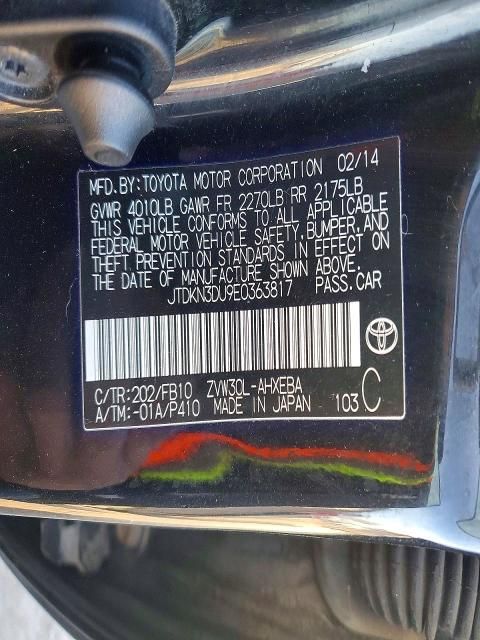 MFD.BY:TOYOTA MOTOR CORPORATION 02/14
GVWR 4010LB GAWR FR 2270LB RR 2175LB
THIS VEHICLE CONFORMS TO ALL APPLICABLE
FEDERAL MOTOR VEHICLE SAFETY, BUMPER, AND
THEFT PREVENTION STANDARDS IN EFFECT ON
THE DATE OF MANUFACTURE SHOWN ABOVE.
JTDKN3DU9E0363817 PASS.CAR
C/TR:202/FB10 ZVW30L-AHXEBA
A/TM:-01A/P410 MADE IN JAPAN 103 C